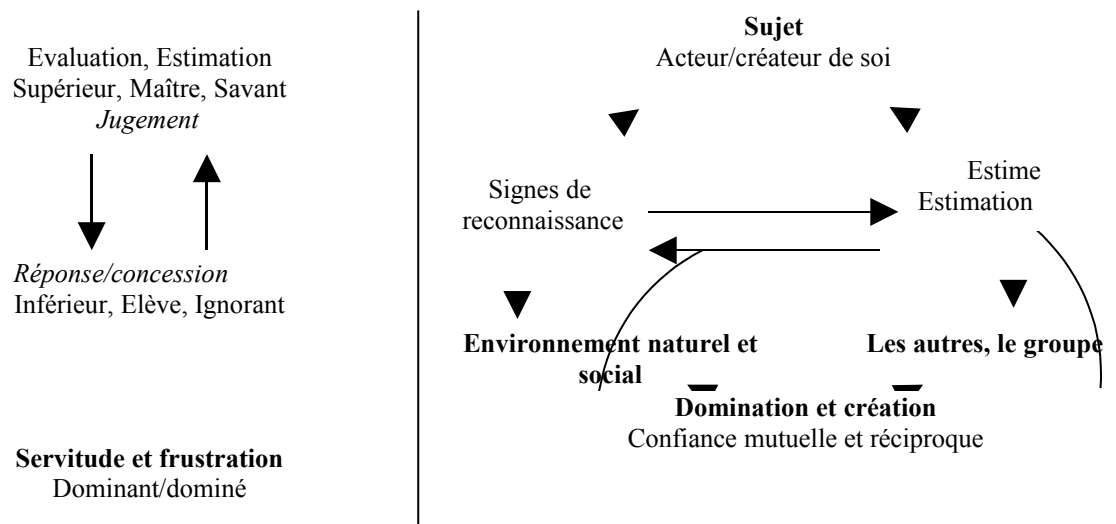 Evaluation, Estimation
Supérieur, Maître, Savant
Jugement
Réponse/concession
Inférieur, Elève, Ignorant
Servitude et frustration
Dominant/dominé
Sujet
Acteur/créateur de soi
Signes de
reconnaissance
Estime
Estimation
Environnement naturel et
social
Les autres, le groupe
Domination et création
Confiance mutuelle et réciproque